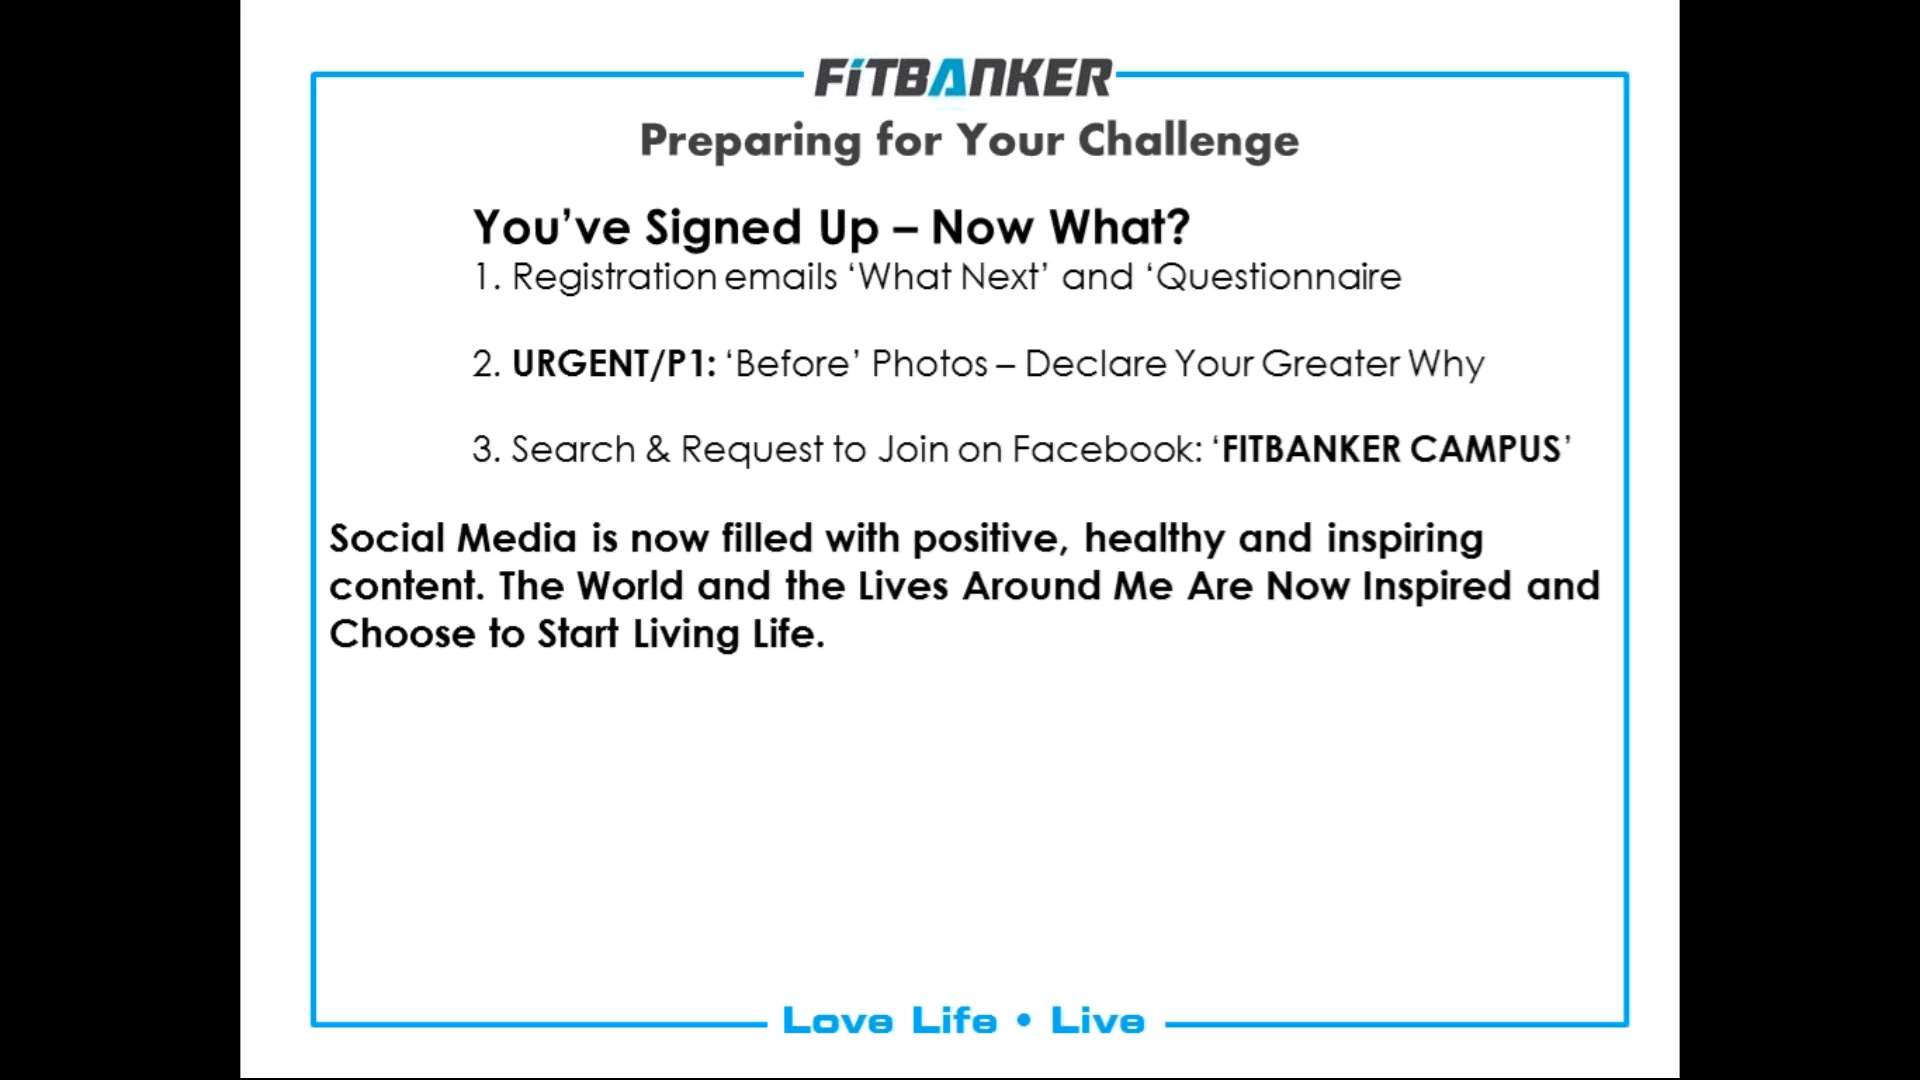 FiTBANKER
Preparing for Your Challenge
You’ve Signed Up – Now What?
1. Registration emails ‘What Next’ and ‘Questionnaire
2. URGENT/P1: ‘Before’ Photos – Declare Your Greater Why
3. Search & Request to Join on Facebook: ‘FITBANKER CAMPUS’
Social Media is now filled with positive, healthy and inspiring
content. The World and the Lives Around Me Are Now Inspired and
Choose to Start Living Life.
Love Life • Live